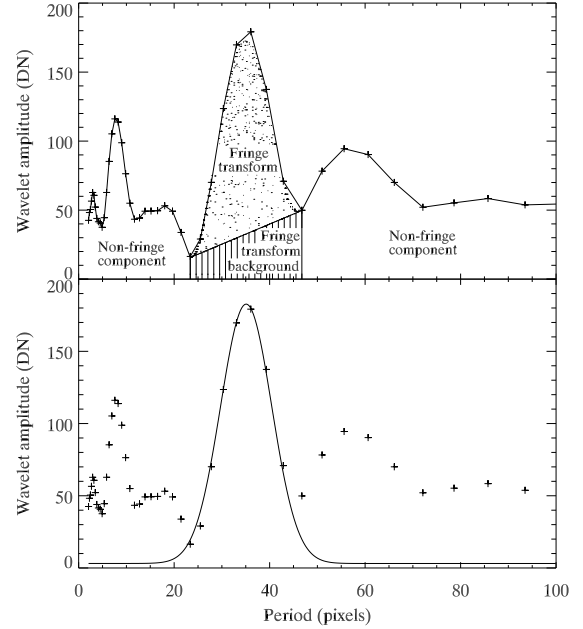 200
150
100
50
0
Wavelet amplitude (DN)
Fringe
transform
Non-fringe
component
Fringe
transform
background
Non-fringe
component
200
150
100
50
0
Wavelet amplitude (DN)
0 20 40 60 80 100
Period (pixels)